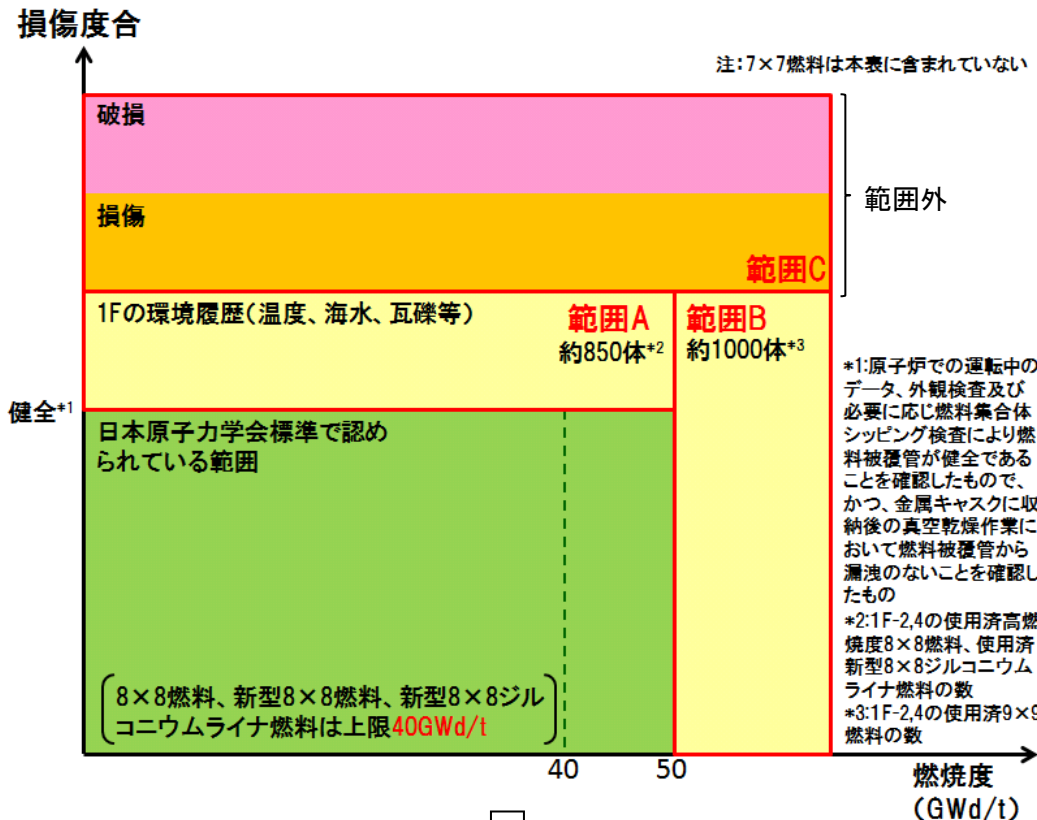 損傷度合
注：7×7燃料は本表に含まれていない
破損
損傷
範囲外
範囲C
1Fの環境履歴（温度、海水、瓦礫等）
範囲A
約850体*2
範囲B
約1000体*3
健全*1
日本原子力学会標準で認め
られている範囲
8×8燃料、新型8×8燃料、新型8×8ジル
コニウムライナ燃料は上限40GWd/t
*1:原子炉での運転中の
データ、外観検査及び
必要に応じ燃料集合体
シッピング検査により燃
料被覆管が健全である
ことを確認したもので、
かつ、金属キャスクに収
納後の真空乾燥作業に
おいて燃料被覆管から
漏洩のないことを確認し
たもの
*2:1F-2,4の使用済高燃
焼度8×8燃料、使用済
新型8×8ジルコニウム
ライナ燃料の数
*3:1F-2,4の使用済9×9
燃料の数
40
50
燃焼度
（GWd/t）